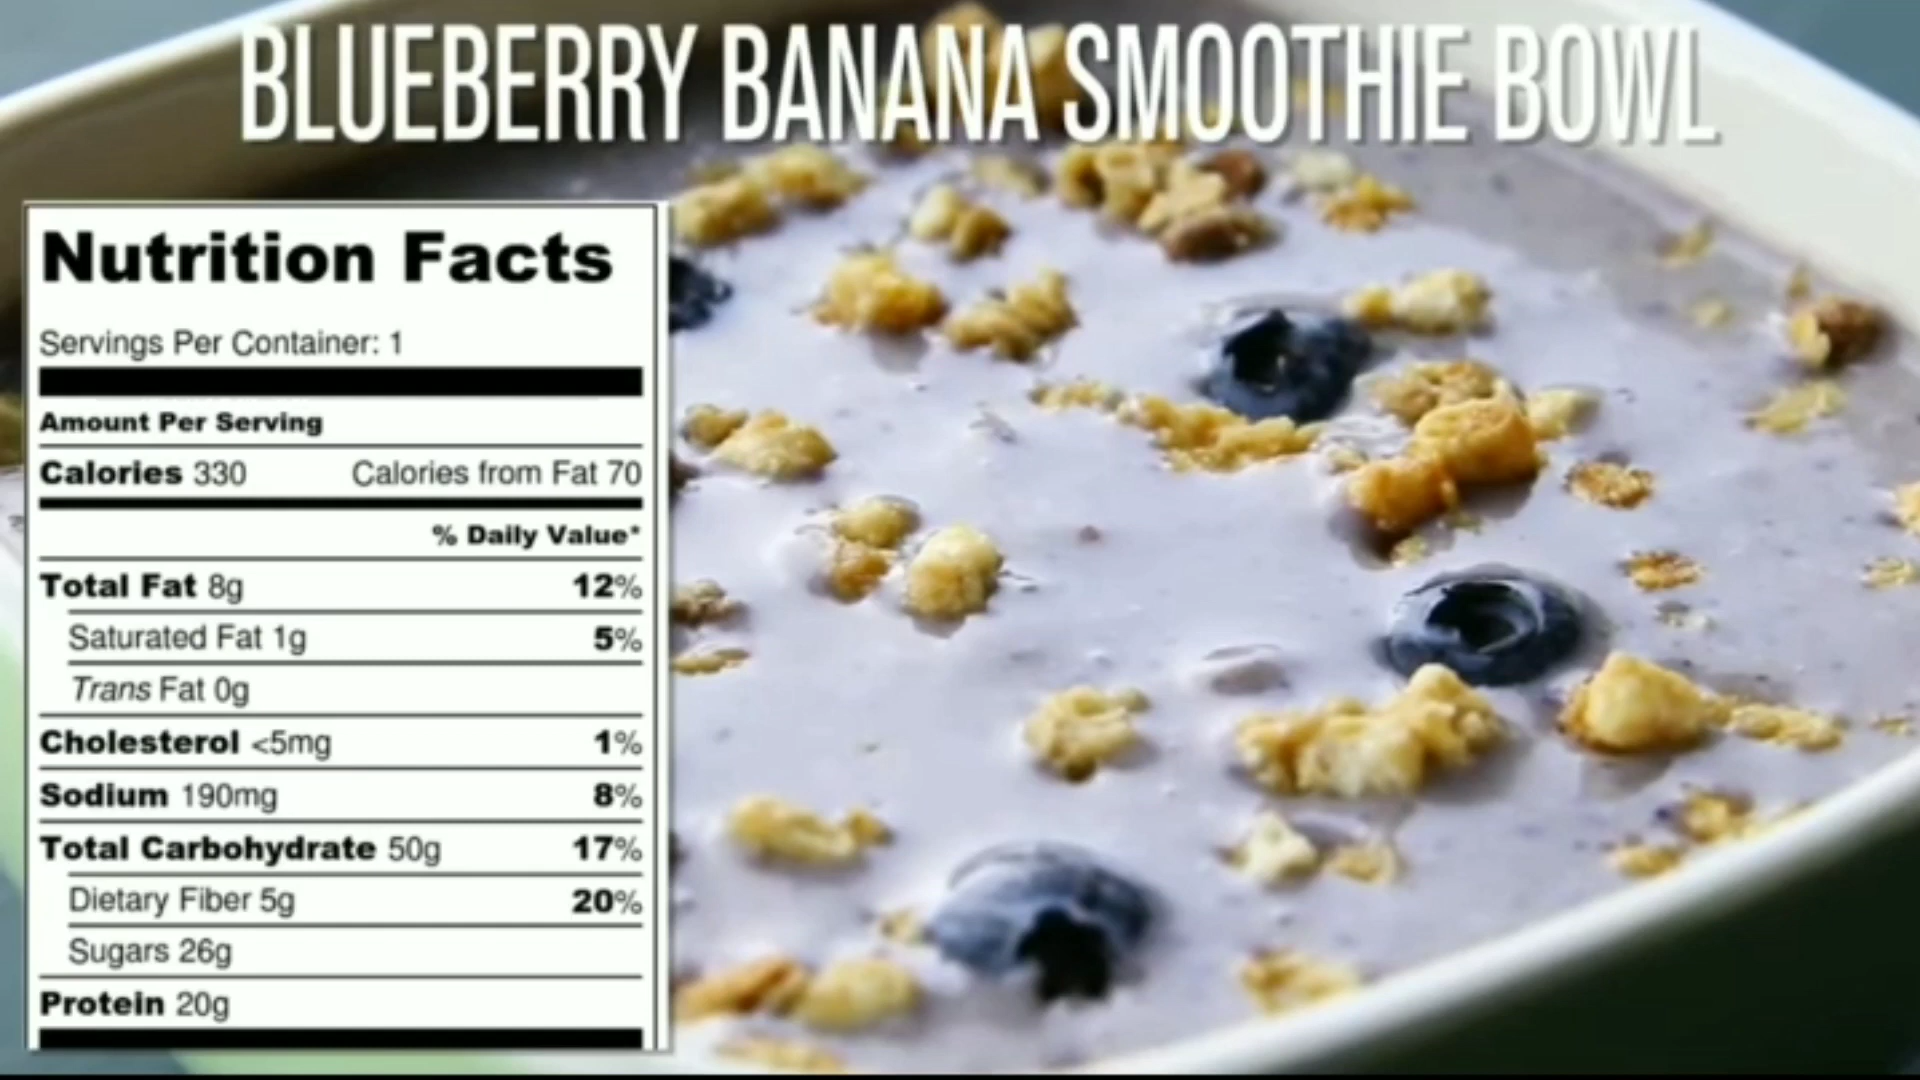 BLUEBERRY BANANA SMOOTHIE BOWL
Nutrition Facts
Servings Per Container: 1
Amount Per Serving
Calories 330 Calories from Fat 70
% Daily Value*
Total Fat 8g 12%
Saturated Fat 1g 5%
Trans Fat 0g
Cholesterol <5mg 1%
Sodium 190mg 8%
Total Carbohydrate 50g 17%
Dietary Fiber 5g 20%
Sugars 26g
Protein 20g